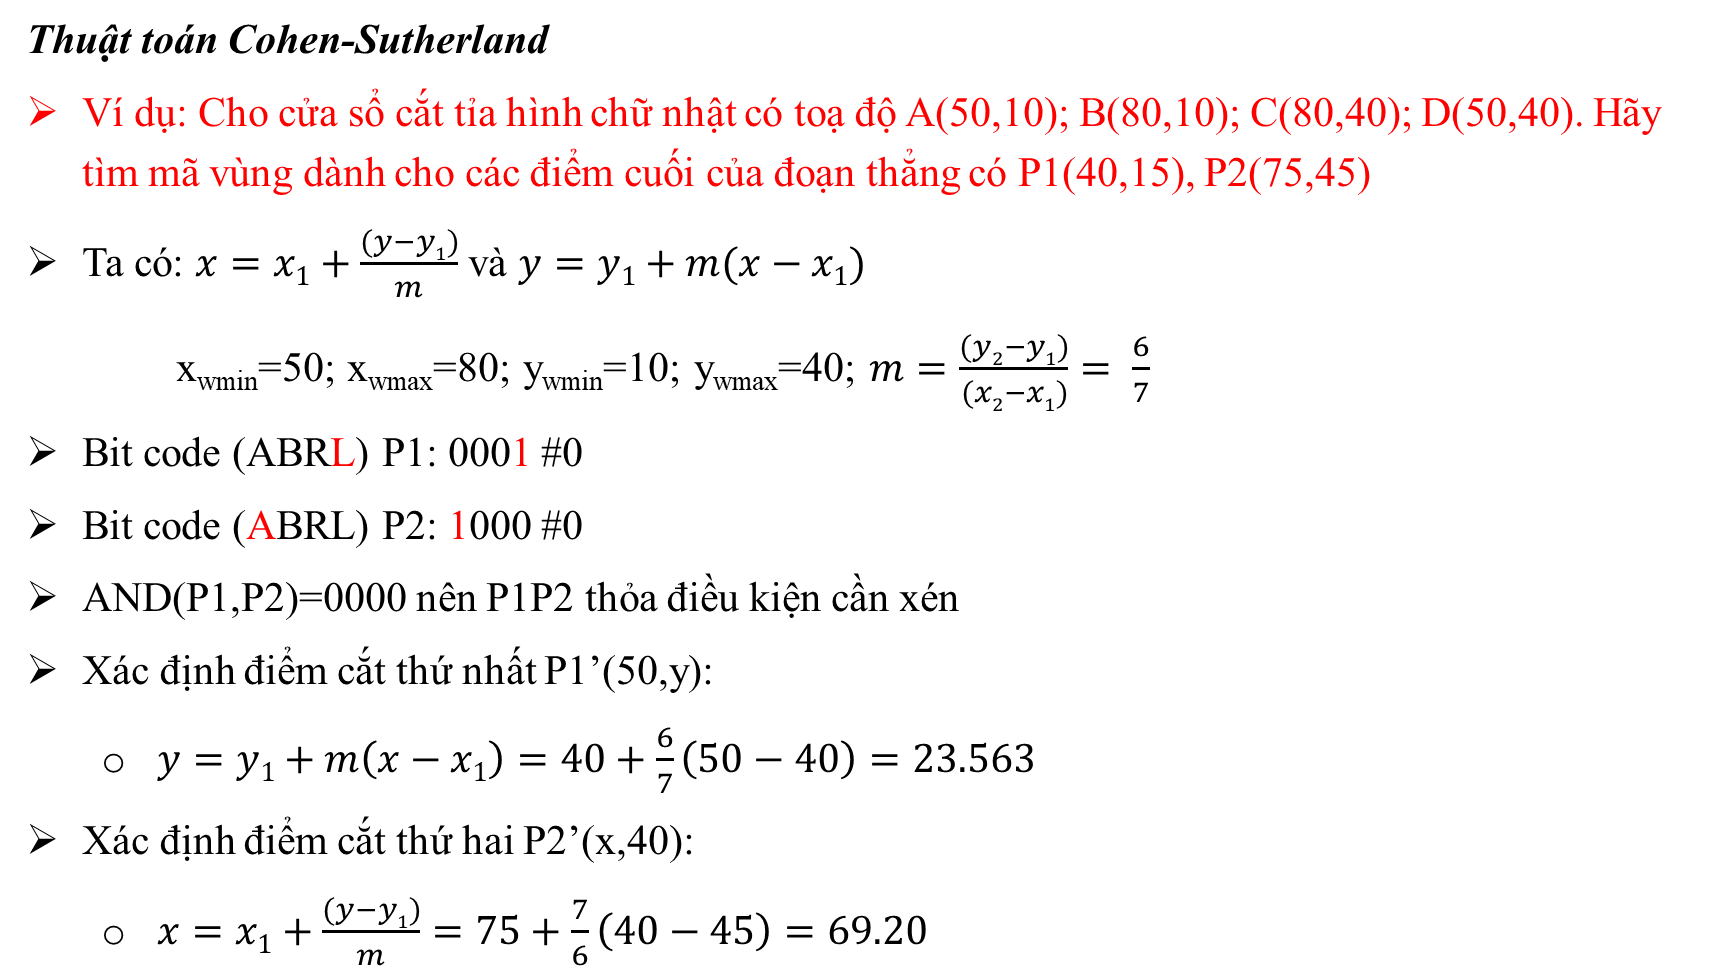 Thuật toán Cohen-Sutherland
➢ Ví dụ: Cho cửa sổ cắt tỉa hình chữ nhật có toạ độ A(50,10); B(80,10); C(80,40); D(50,40). Hãy
tìm mã vùng dành cho các điểm cuối của đoạn thẳng có P1(40,15), P2(75,45)
➢ Ta có: x = x₁ + (y−y₁)/m và y = y₁ + m(x − x₁)
xwmin=50; xwmax=80; ywmin=10; ywmax=40; m = (y₂−y₁)/(x₂−x₁) = 6/7
➢ Bit code (ABRL) P1: 0001 #0
➢ Bit code (ABRL) P2: 1000 #0
➢ AND(P1,P2)=0000 nên P1P2 thỏa điều kiện cần xén
➢ Xác định điểm cắt thứ nhất P1’(50,y):
○ y = y₁ + m(x − x₁) = 40 + 6/7(50 − 40) = 23.563
➢ Xác định điểm cắt thứ hai P2’(x,40):
○ x = x₁ + (y−y₁)/m = 75 + 7/6(40 − 45) = 69.20